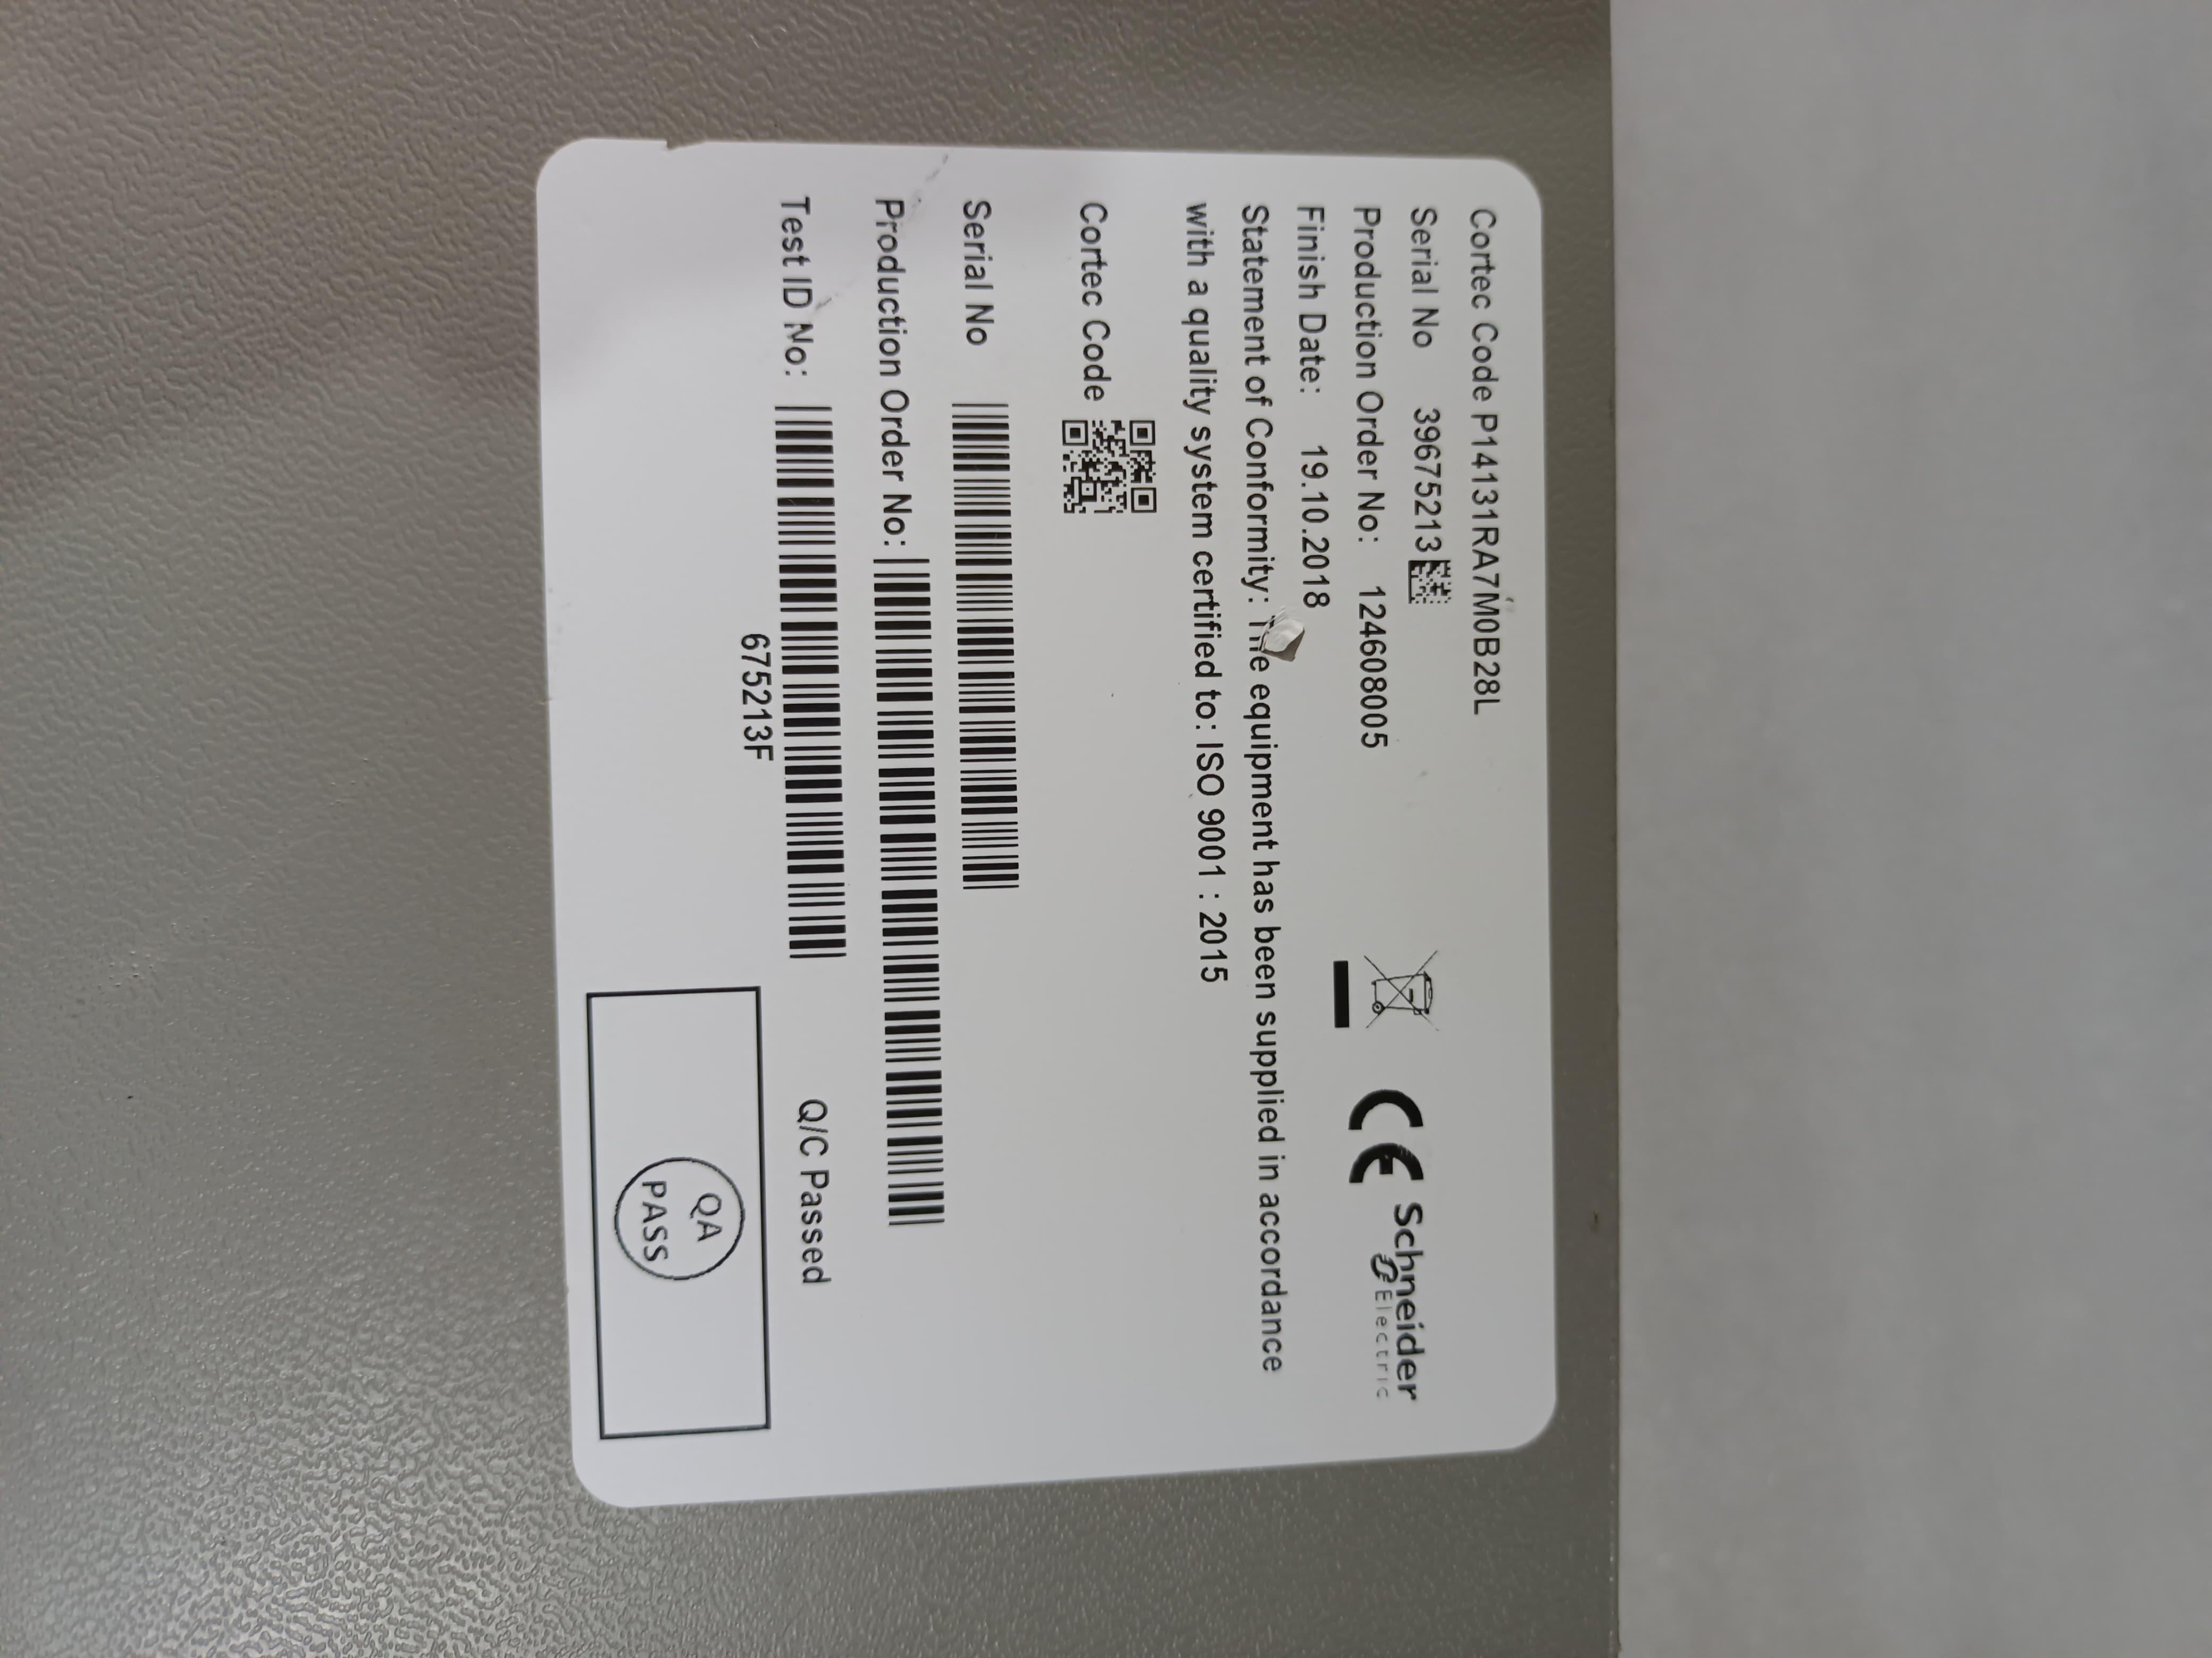 Cortec Code P14131RA7M0B28L
Serial No 39675213
Production Order No: 124608005
Finish Date: 19.10.2018
Statement of Conformity: The equipment has been supplied in accordance
with a quality system certified to: ISO 9001 : 2015
CE
Schneider
Electric
Cortec Code
Serial No
Production Order No:
Test ID No:
675213F
Q/C Passed
QA
PASS